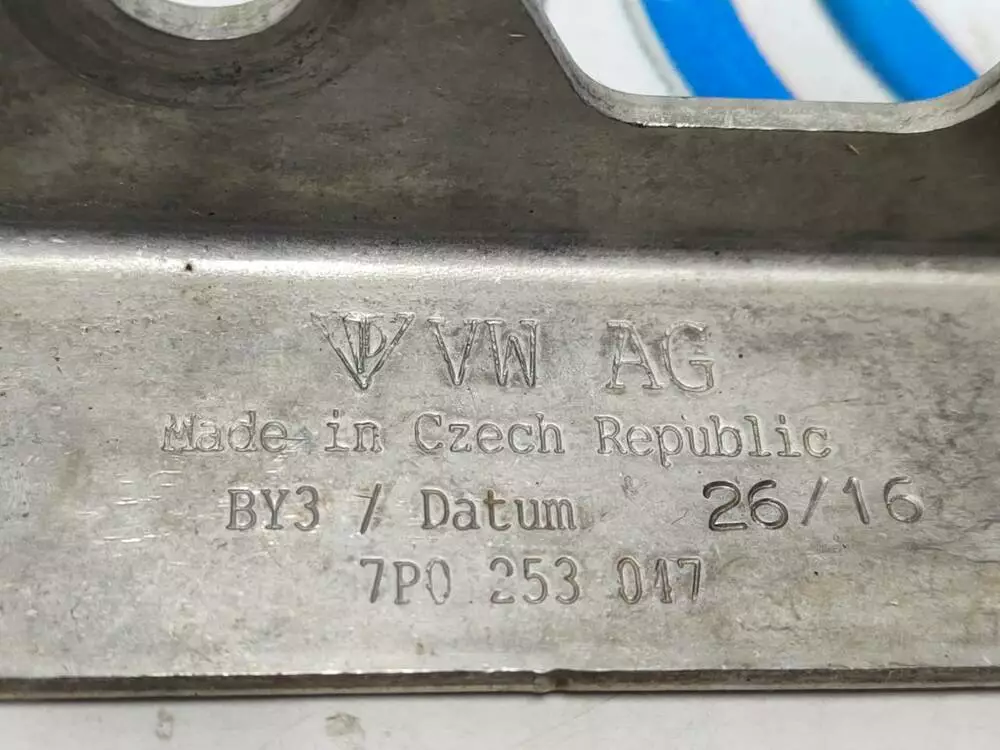 VW AG
Made in Czech Republic
BY3 / Datum 26/16
7P0 253 047